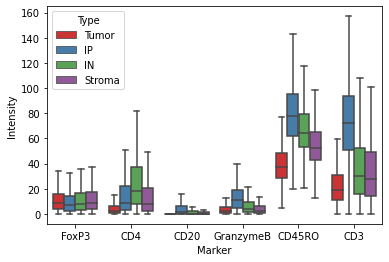 Type
Tumor
IP
IN
Stroma
160
140
120
100
80
60
40
20
0
Intensity
FoxP3 CD4 CD20 GranzymeB CD45RO CD3
Marker